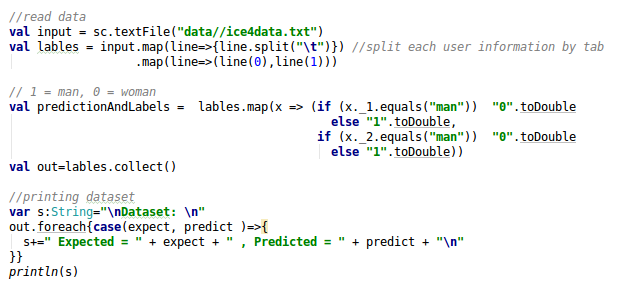 //read data
val input = sc.textFile("data//ice4data.txt")
val lables = input.map(line=>{line.split("\t")}) //split each user information by tab
.map(line=>(line(0),line(1)))
// 1 = man, 0 = woman
val predictionAndLabels =  lables.map(x => (if (x._1.equals("man"))  "0".toDouble
else "1".toDouble,
if (x._2.equals("man"))  "0".toDouble
else "1".toDouble))
val out=lables.collect()
//printing dataset
var s:String="\nDataset: \n"
out.foreach{case(expect, predict )=>{
s+=" Expected = " + expect + " , Predicted = " + predict + "\n"
}}
println(s)